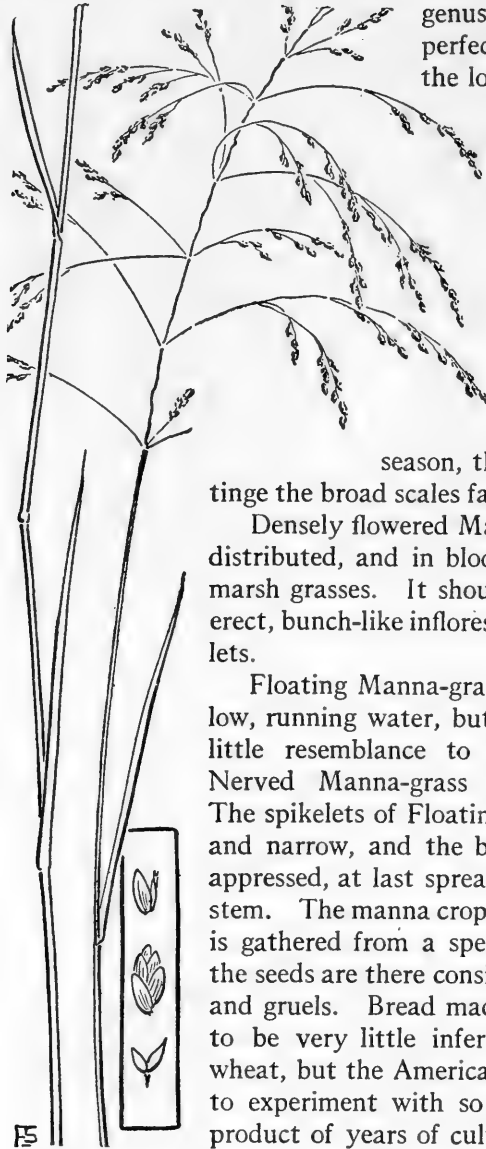 genus
perfec
the lo
season, th
tinge the broad scales fa
Densely flowered Ma
distributed, and in bloo
marsh grasses. It shou
erect, bunch-like inflores
lets.
Floating Manna-gra
low, running water, but
little resemblance to
Nerved Manna-grass
The spikelets of Floatin
and narrow, and the b
appressed, at last sprea
stem. The manna crop
is gathered from a spe
the seeds are there consi
and gruels. Bread mad
to be very little infer
wheat, but the America
to experiment with so
product of years of cul
FS